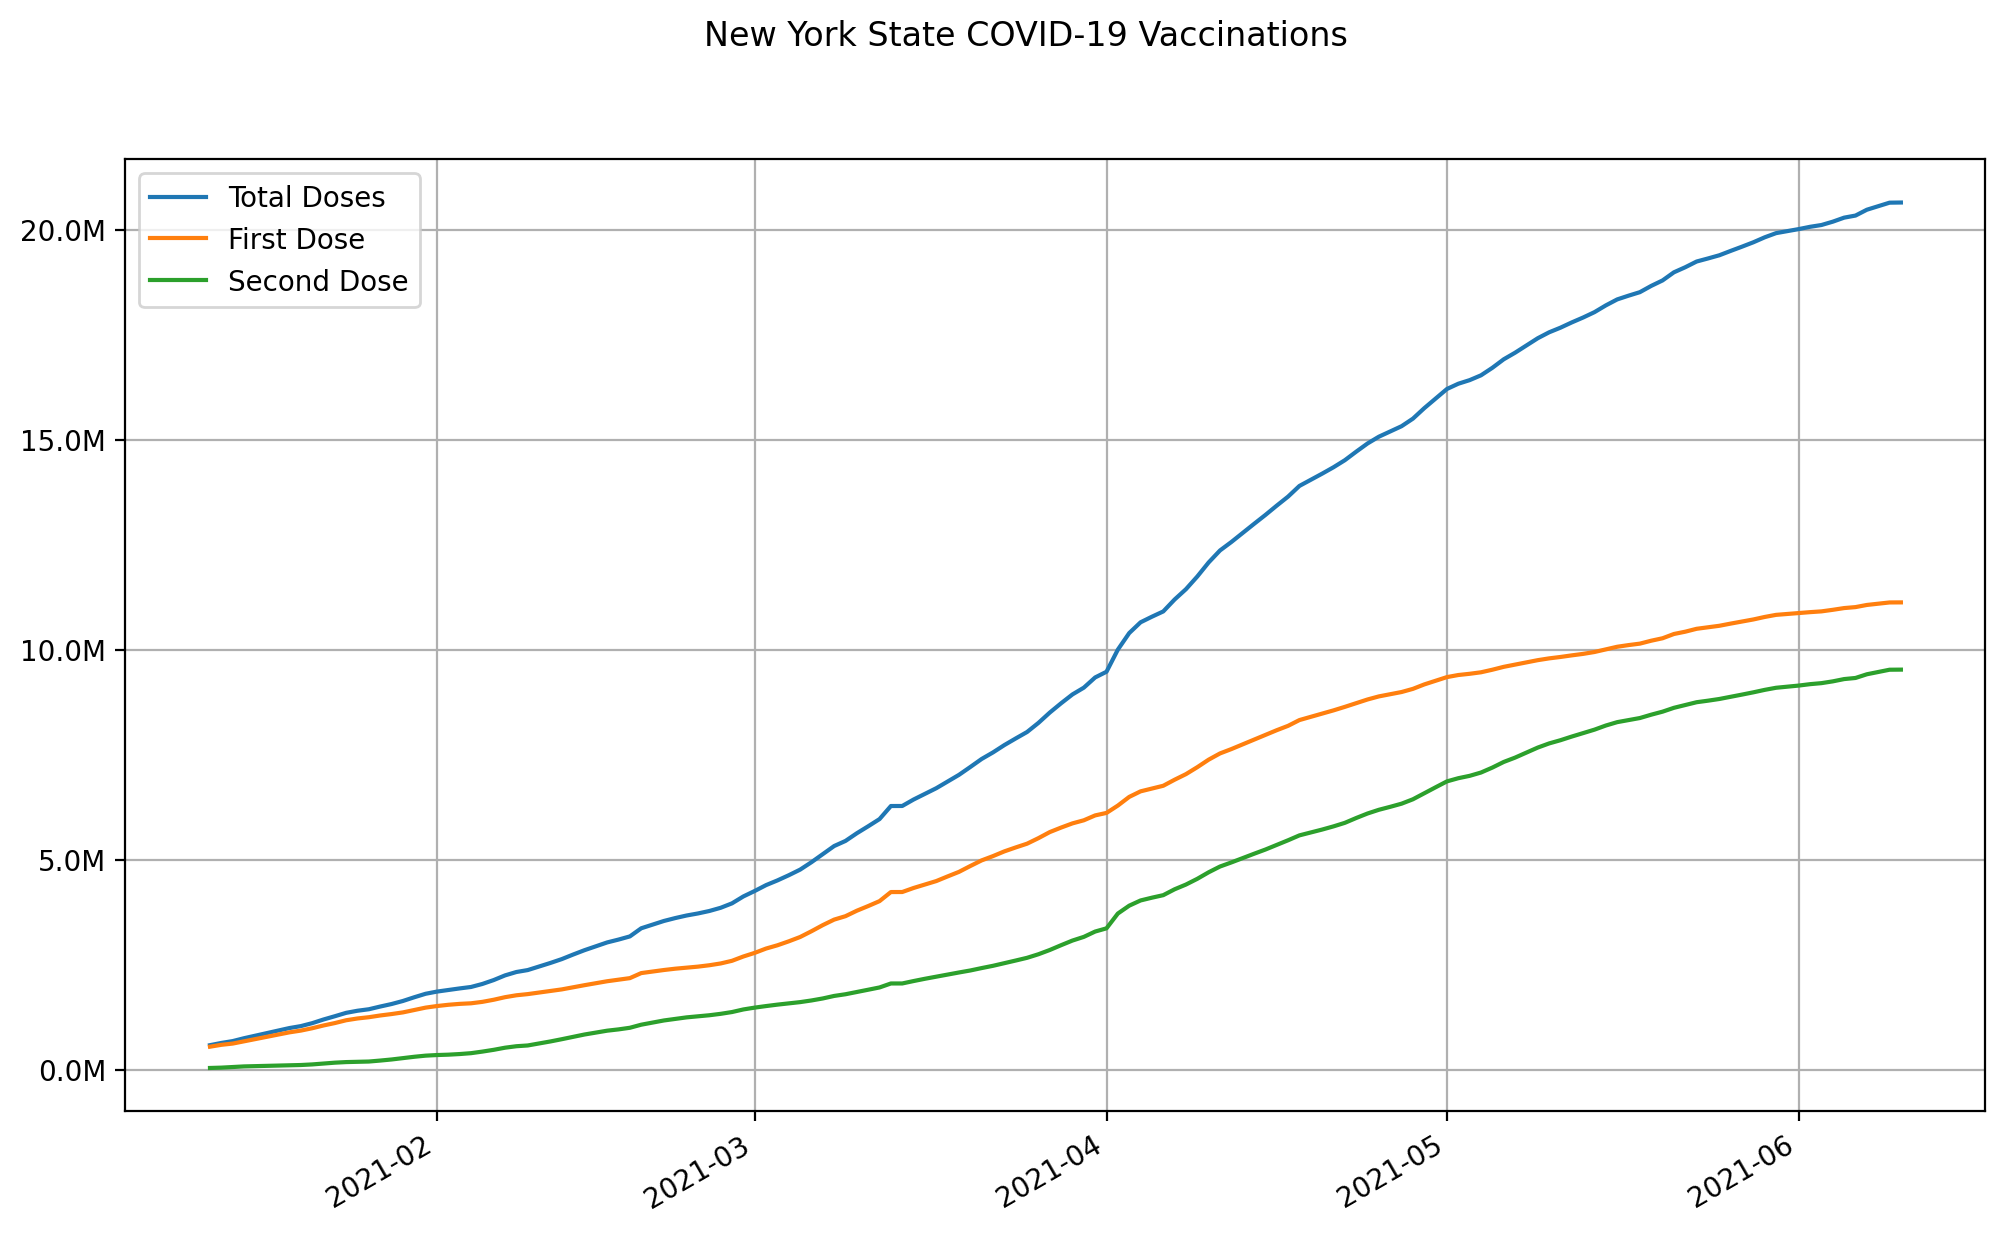 New York State COVID-19 Vaccinations
Total Doses
First Dose
Second Dose
20.0M
15.0M
10.0M
5.0M
0.0M
2021-02
2021-03
2021-04
2021-05
2021-06